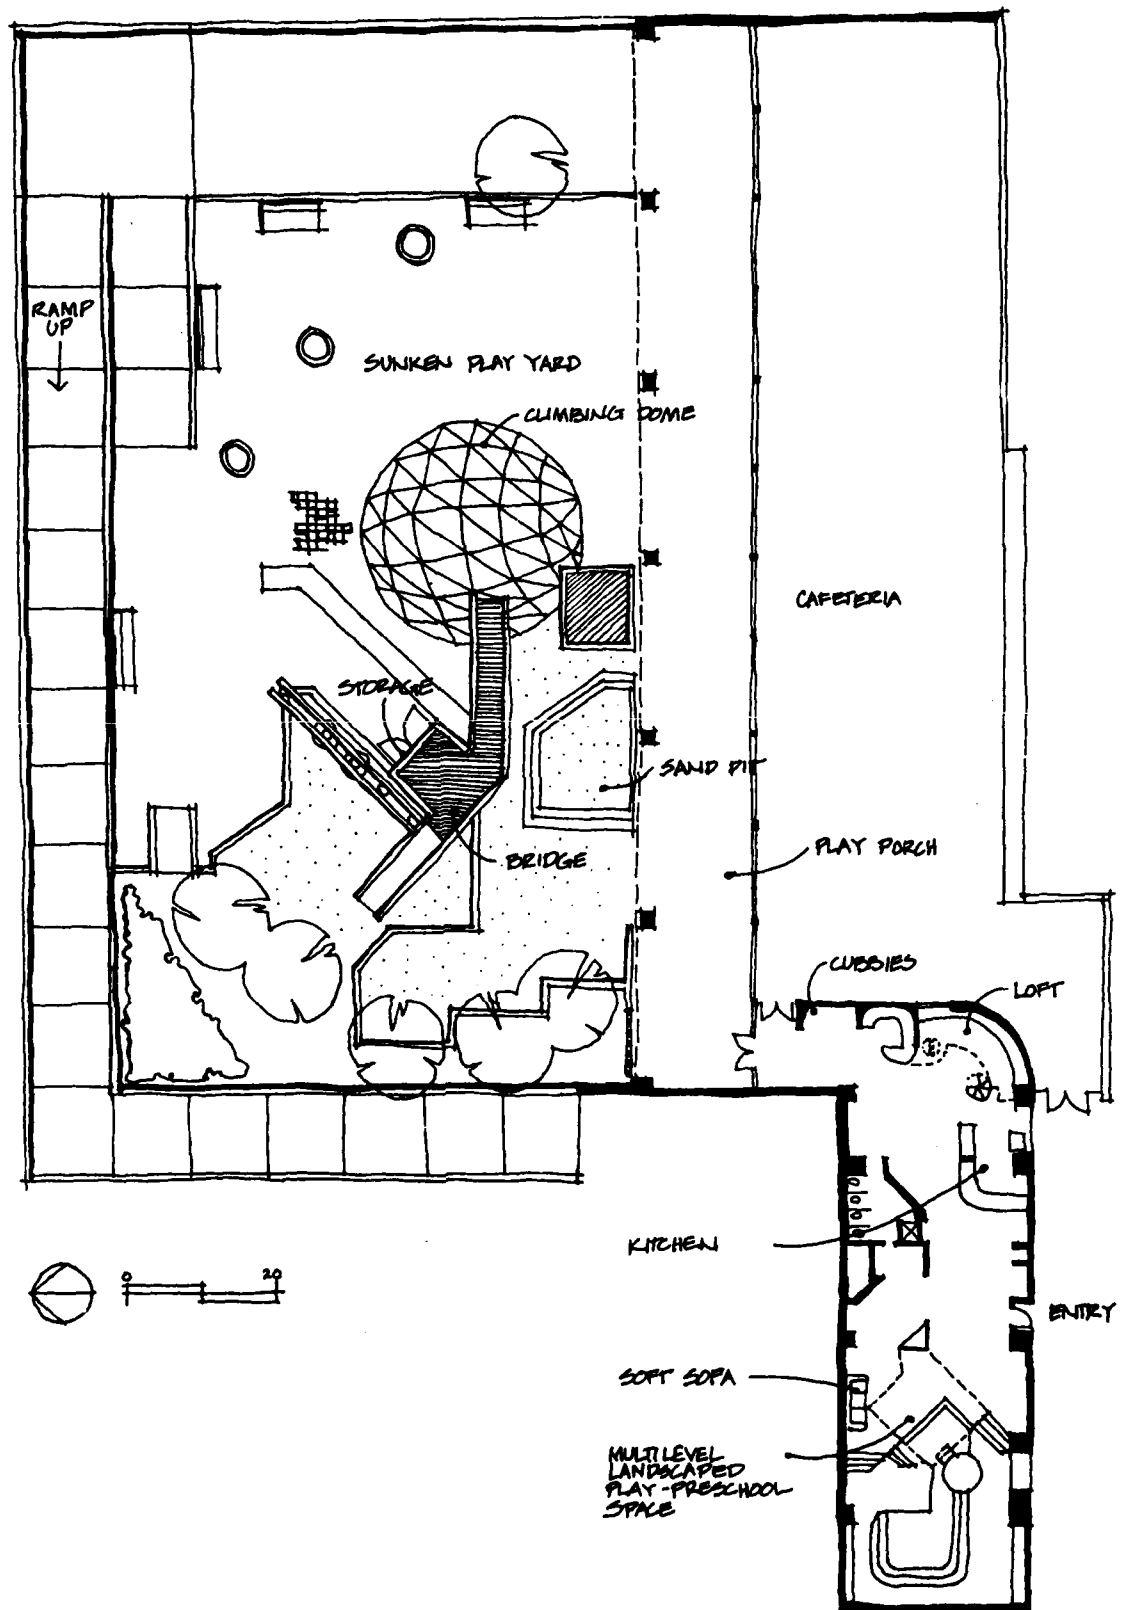 RAMP
UP
SUNKEN PLAY YARD
CLIMBING DOME
CAFETERIA
STORAGE
SAND PIT
BRIDGE
PLAY PORCH
CUBBIES
LOFT
KITCHEN
0 20
ENTRY
SOFT SOFA
MULTILEVEL
LANDSCAPED
PLAY-PRESCHOOL
SPACE